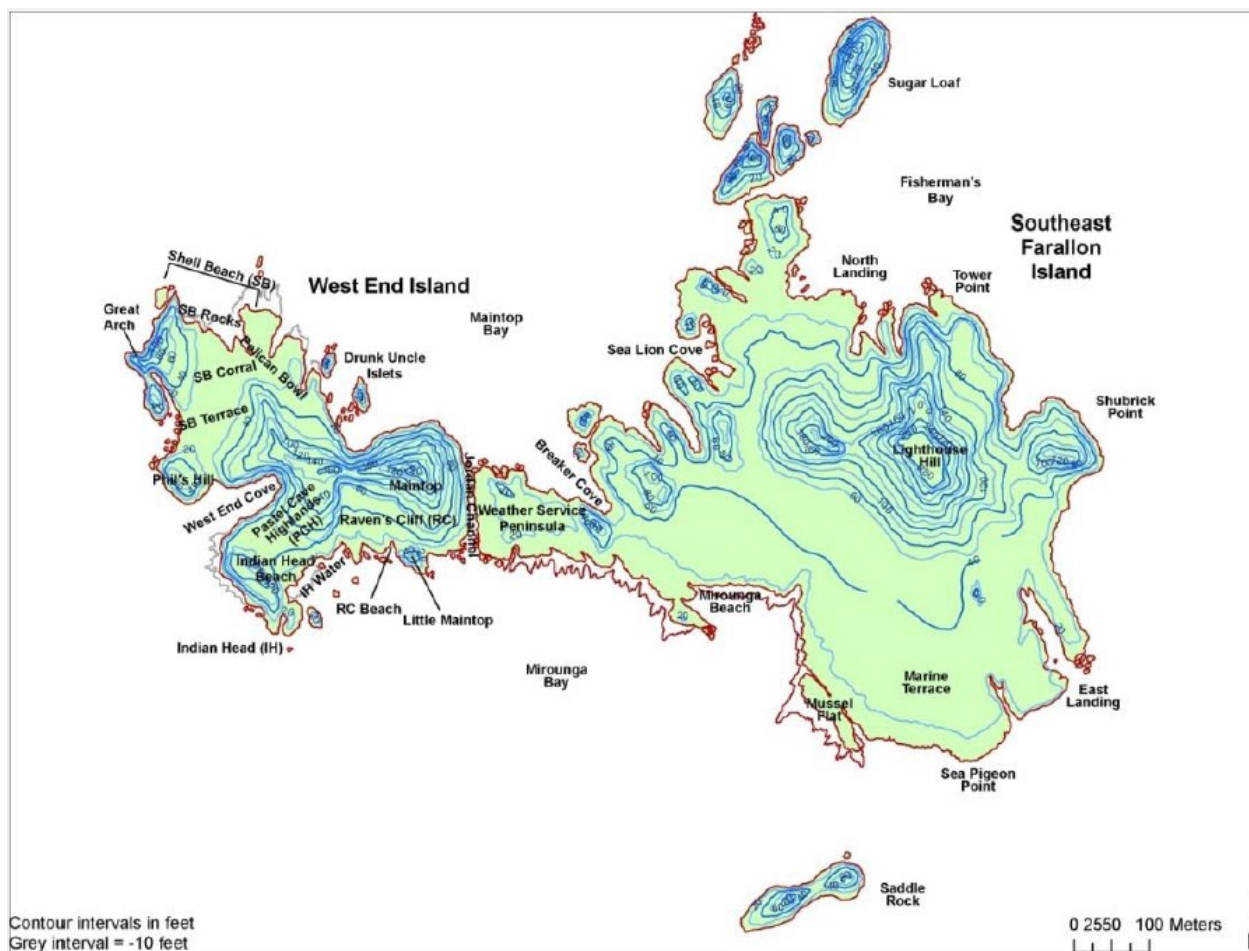 Sugar Loaf
Fisherman's
Bay
Southeast
Farallon
Island
North
Landing
Tower
Point
Shell Beach (SB)
West End Island
Great
Arch
SB Rocks
Maintop
Bay
Pelican Bowl
Drunk Uncle
Islets
Sea Lion Cove
SB Corral
Shubrick
Point
SB Terrace
Lighthouse
Hill
Breaker Cove
Jordan Channel
Phil's Hill
West End Cove
Maintop
Pastel Cave
Highlands
(PCH)
Raven's Cliff (RC)
Weather Service
Peninsula
Indian Head
Beach
IH Water
RC Beach
Little Maintop
Mirounga
Beach
Indian Head (IH)
Mirounga
Bay
Marine
Terrace
Mussel
Flat
East
Landing
Sea Pigeon
Point
Saddle
Rock
Contour intervals in feet
Grey interval = -10 feet
0 2550 100 Meters